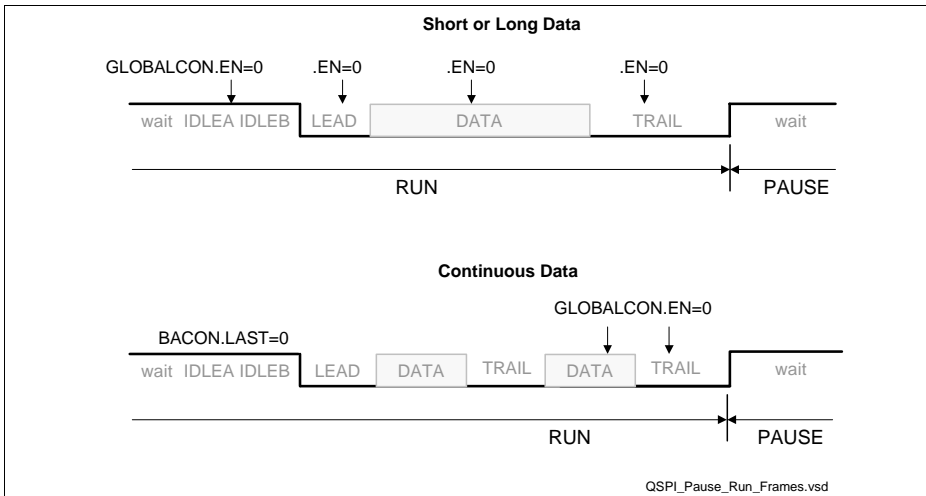 Short or Long Data
GLOBALCON.EN=0 .EN=0 .EN=0 .EN=0
wait IDLEA IDLEB LEAD DATA TRAIL wait
RUN PAUSE
Continuous Data
GLOBALCON.EN=0
BACON.LAST=0
wait IDLEA IDLEB LEAD DATA TRAIL DATA TRAIL wait
RUN PAUSE
QSPI_Pause_Run_Frames.vsd